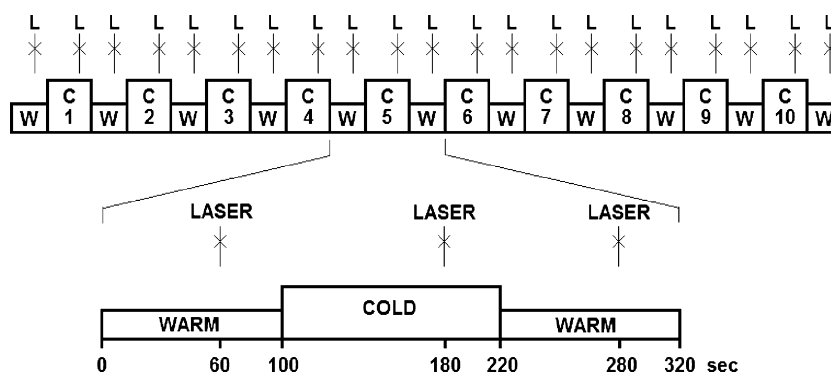 L L L L L L L L L L L L L L L L L L L L L
C C C C C C C C C C
W 1 W 2 W 3 W 4 W 5 W 6 W 7 W 8 W 9 W 10 W
LASER LASER LASER
COLD
WARM WARM
0 60 100 180 220 280 320 sec